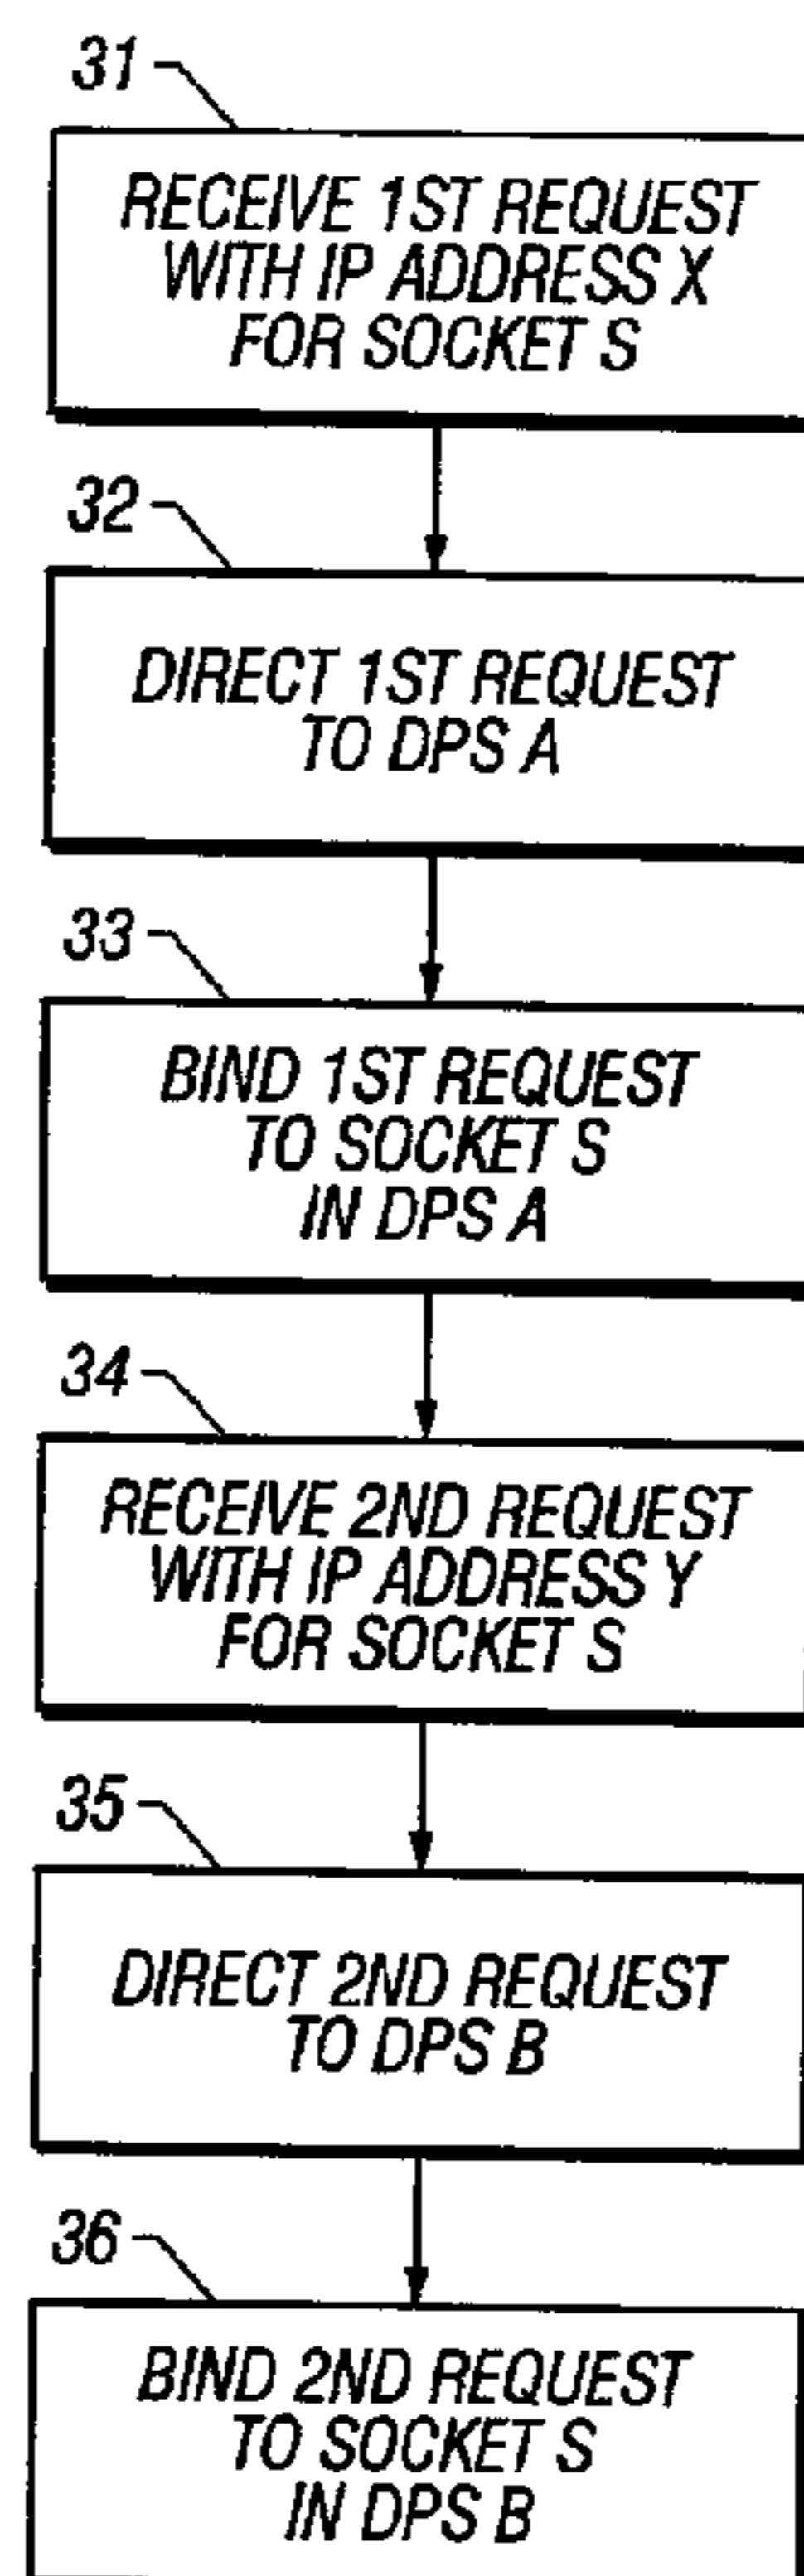 31
RECEIVE 1ST REQUEST
WITH IP ADDRESS X
FOR SOCKET S
32
DIRECT 1ST REQUEST
TO DPS A
33
BIND 1ST REQUEST
TO SOCKET S
IN DPS A
34
RECEIVE 2ND REQUEST
WITH IP ADDRESS Y
FOR SOCKET S
35
DIRECT 2ND REQUEST
TO DPS B
36
BIND 2ND REQUEST
TO SOCKET S
IN DPS B